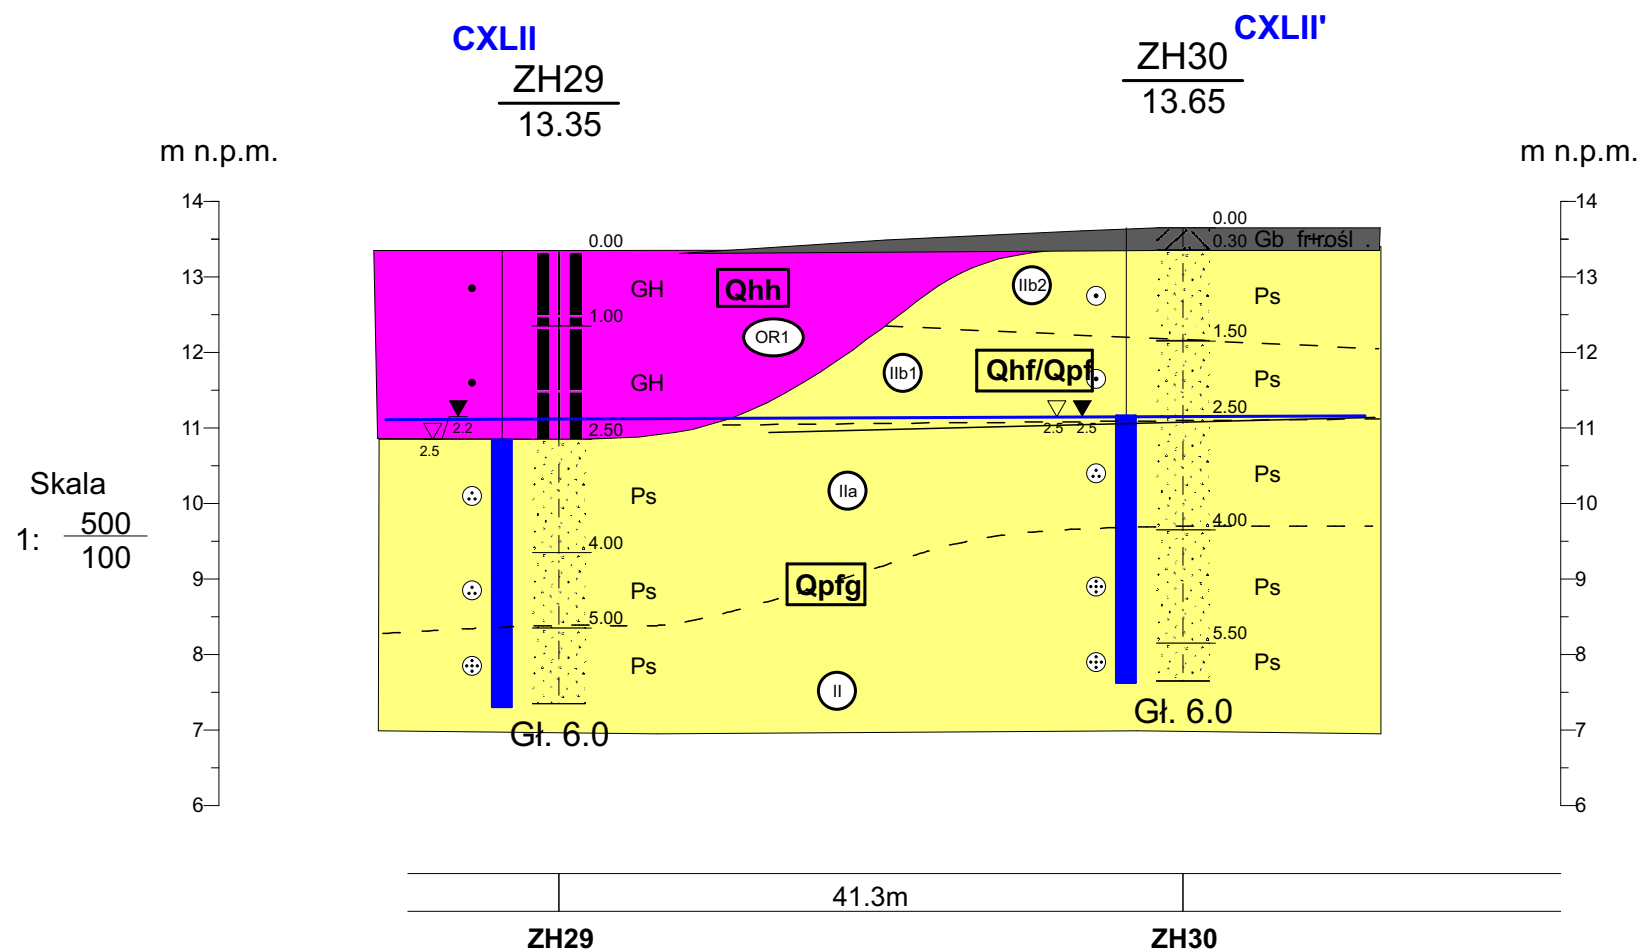 CXLII
CXLII'
ZH29
13.35
ZH30
13.65
m n.p.m.
m n.p.m.
14
13
12
11
10
9
8
7
6
14
13
12
11
10
9
8
7
6
Skala
1: 500
100
0.00
GH
1.00
GH
2.50
Ps
4.00
Ps
5.00
Ps
Gł. 6.0
2.2
2.5
Qhh
OR1
IIb2
IIb1
Qhf/Qpf
IIa
Qpfg
II
2.5 2.5
0.00
0.30 Gb
Ps
1.50
Ps
2.50
Ps
4.00
Ps
5.50
Ps
Gł. 6.0
41.3m
ZH29
ZH30